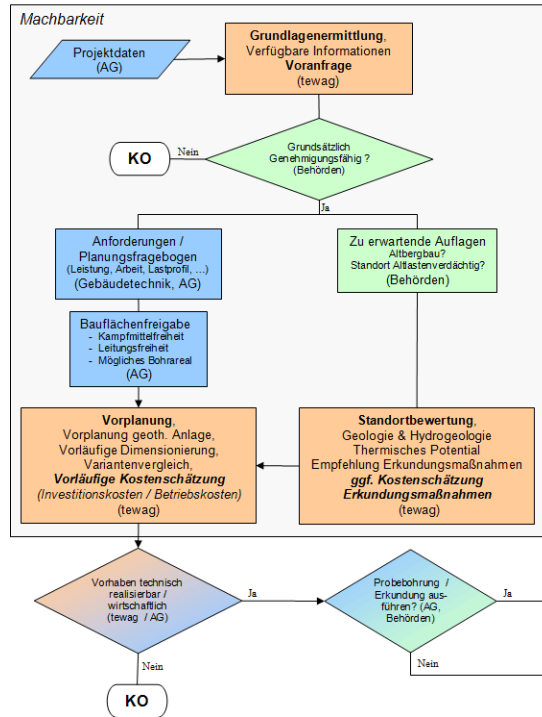 Machbarkeit
Projektdaten
(AG)
Grundlagenermittlung,
Verfügbare Informationen
Voranfrage
(tewag)
KO
Nein
Grundsätzlich
Genehmigungsfähig ?
(Behörden)
Ja
Anforderungen /
Planungsfragebogen
(Leistung, Arbeit, Lastprofil, ...)
(Gebäudetechnik, AG)
Zu erwartende Auflagen
Altbergbau?
Standort Altlastenverdächtig?
(Behörden)
Bauflächenfreigabe
- Kampfmittelfreiheit
- Leitungsfreiheit
- Mögliches Bohrareal
(AG)
Vorplanung,
Vorplanung geoth. Anlage,
Vorläufige Dimensionierung,
Variantenvergleich,
Vorläufige Kostenschätzung
(Investitionskosten / Betriebskosten)
(tewag)
Standortbewertung,
Geologie & Hydrogeologie
Thermisches Potential
Empfehlung Erkundungsmaßnahmen
ggf. Kostenschätzung
Erkundungsmaßnahmen
(tewag)
Vorhaben technisch
realisierbar /
wirtschaftlich
(tewag / AG)
Ja
Probebohrung /
Erkundung aus-
führen? (AG,
Behörden)
Ja
Nein
Nein
KO